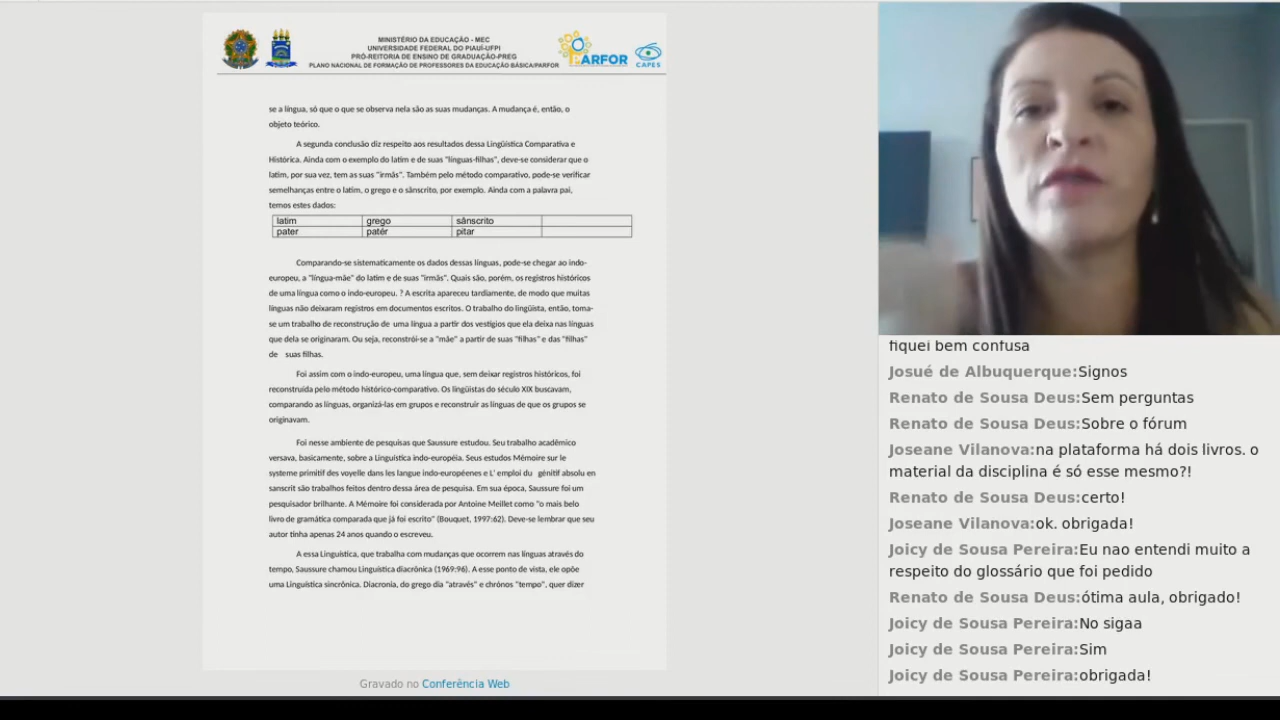 MINISTÉRIO DA EDUCAÇÃO - MEC
UNIVERSIDADE FEDERAL DO PIAUÍ-UFPI
PRÓ-REITORIA DE ENSINO DE GRADUAÇÃO-PREG
PLANO NACIONAL DE FORMAÇÃO DE PROFESSORES DA EDUCAÇÃO BÁSICA/PARFOR
PARFOR
CAPES
se a língua, só que o que se observa nela são as suas mudanças. A mudança é, então, o
objeto teórico.
A segunda conclusão diz respeito aos resultados dessa Lingüística Comparativa e
Histórica. Ainda com o exemplo do latim e de suas "línguas-filhas", deve-se considerar que o
latim, por sua vez, tem as suas "irmãs". Também pelo método comparativo, pode-se verificar
semelhanças entre o latim, o grego e o sânscrito, por exemplo. Ainda com a palavra pai,
temos estes dados:
latim grego sânscrito
pater patér pitar
Comparando-se sistematicamente os dados dessas línguas, pode-se chegar ao indo-
europeu, a "língua-mãe" do latim e de suas "irmãs". Quais são, porém, os registros históricos
de uma língua como o indo-europeu. ? A escrita apareceu tardiamente, de modo que muitas
línguas não deixaram registros em documentos escritos. O trabalho do lingüista, então, torna-
se um trabalho de reconstrução de uma língua a partir dos vestígios que ela deixa nas línguas
que dela se originaram. Ou seja, reconstrói-se a "mãe" a partir de suas "filhas" e das "filhas"
de suas filhas.
Foi assim com o indo-europeu, uma língua que, sem deixar registros históricos, foi
reconstruída pelo método histórico-comparativo. Os lingüistas do século XIX buscavam,
comparando as línguas, organizá-las em grupos e reconstruir as línguas de que os grupos se
originavam.
Foi nesse ambiente de pesquisas que Saussure estudou. Seu trabalho acadêmico
versava, basicamente, sobre a Linguística indo-européia. Seus estudos Mémoire sur le
systeme primitif des voyelle dans les langue indo-européenes e L' emploi du génitif absolu en
sanscrit são trabalhos feitos dentro dessa área de pesquisa. Em sua época, Saussure foi um
pesquisador brilhante. A Mémoire foi considerada por Antoine Meillet como "o mais belo
livro de gramática comparada que já foi escrito" (Bouquet, 1997:62). Deve-se lembrar que seu
autor tinha apenas 24 anos quando o escreveu.
A essa Linguística, que trabalha com mudanças que ocorrem nas línguas através do
tempo, Saussure chamou Linguística diacrônica (1969:96). A esse ponto de vista, ele opõe
uma Linguística sincrônica. Diacronia, do grego dia "através" e chrónos "tempo", quer dizer
Gravado no Conferência Web
fiquei bem confusa
Josué de Albuquerque:Signos
Renato de Sousa Deus:Sem perguntas
Renato de Sousa Deus:Sobre o fórum
Joseane Vilanova:na plataforma há dois livros. o
material da disciplina é só esse mesmo?!
Renato de Sousa Deus:certo!
Joseane Vilanova:ok. obrigada!
Joicy de Sousa Pereira:Eu nao entendi muito a
respeito do glossário que foi pedido
Renato de Sousa Deus:ótima aula, obrigado!
Joicy de Sousa Pereira:No sigaa
Joicy de Sousa Pereira:Sim
Joicy de Sousa Pereira:obrigada!